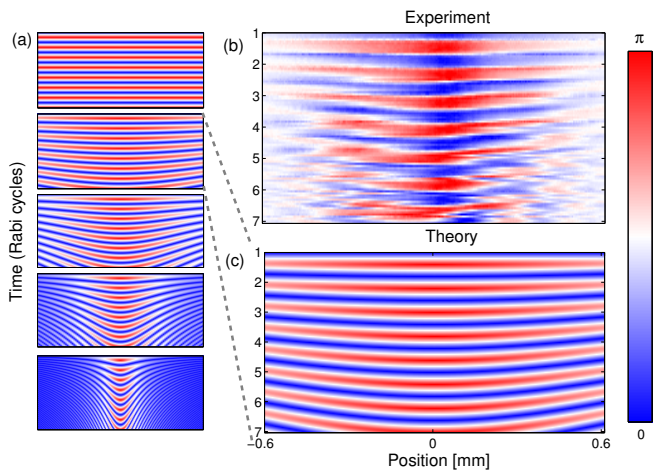 Experiment
(a)
(b)
π
1
2
3
4
5
6
7
Time (Rabi cycles)
Theory
(c)
1
2
3
4
5
6
7
−0.6
0
0.6
Position [mm]
0